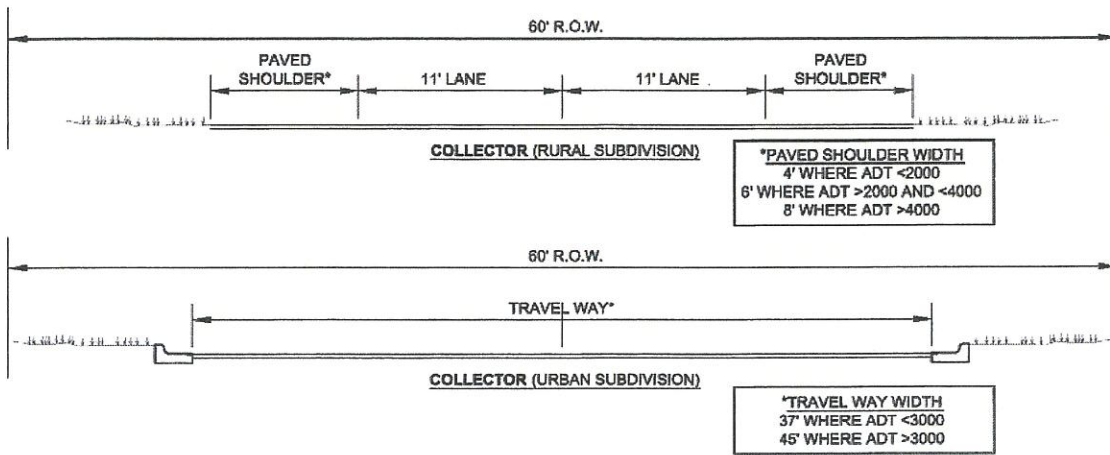 60' R.O.W.
PAVED
SHOULDER*
11' LANE
11' LANE
PAVED
SHOULDER*
COLLECTOR (RURAL SUBDIVISION)
*PAVED SHOULDER WIDTH
4' WHERE ADT <2000
6' WHERE ADT >2000 AND <4000
8' WHERE ADT >4000
60' R.O.W.
TRAVEL WAY*
COLLECTOR (URBAN SUBDIVISION)
*TRAVEL WAY WIDTH
37' WHERE ADT <3000
45' WHERE ADT >3000